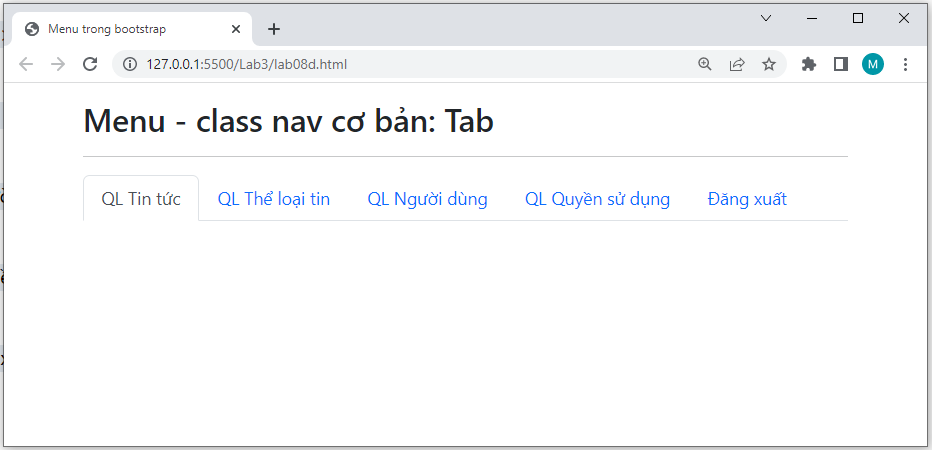 Menu trong bootstrap
127.0.0.1:5500/Lab3/lab08d.html
M
Menu - class nav cơ bản: Tab
QL Tin tức QL Thể loại tin QL Người dùng QL Quyền sử dụng Đăng xuất